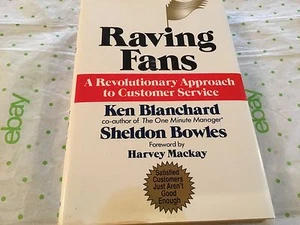 Raving
Fans
A Revolutionary Approach
to Customer Service
Ken Blanchard
co-author of The One Minute Manager®
Sheldon Bowles
Foreword by
Harvey Mackay
"Satisfied
Customers
Just Aren't
Good
Enough"
ebay
ebay
ebay